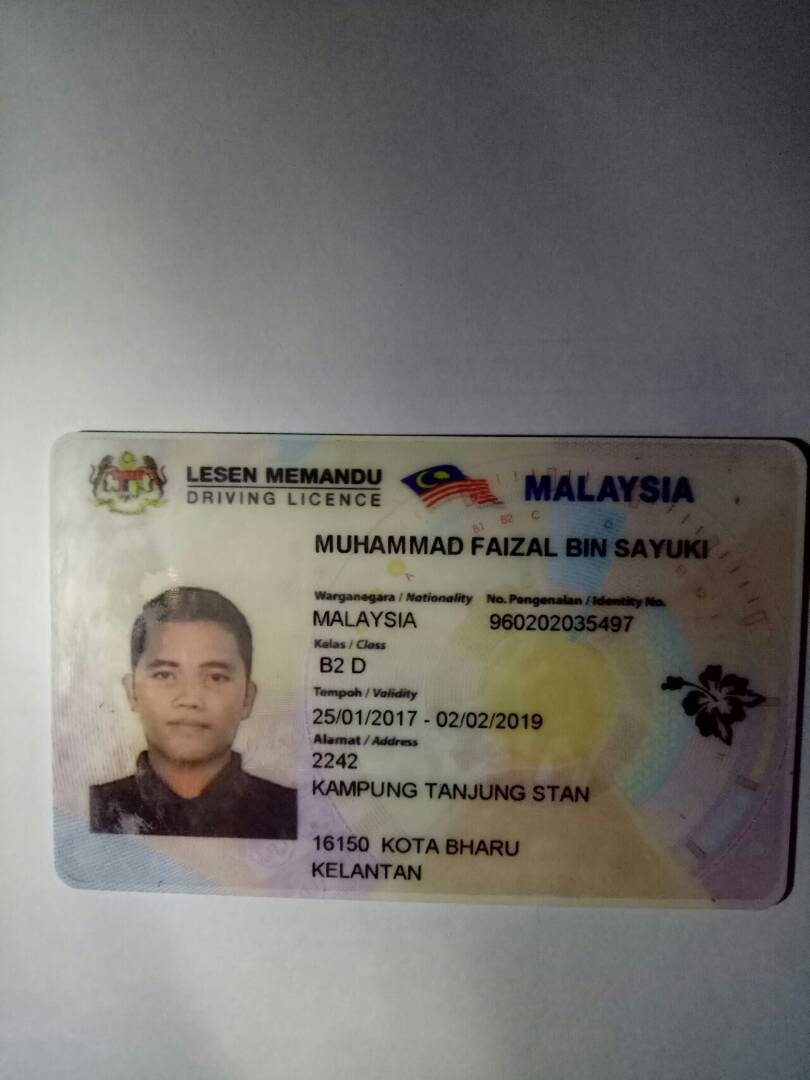 LESEN MEMANDU
DRIVING LICENCE
MALAYSIA
MUHAMMAD FAIZAL BIN SAYUKI
Warganegara / Nationality No. Pengenalan / Identity No.
MALAYSIA 960202035497
Kelas / Class
B2 D
Tempoh / Validity
25/01/2017 - 02/02/2019
Alamat / Address
2242
KAMPUNG TANJUNG STAN
16150 KOTA BHARU
KELANTAN